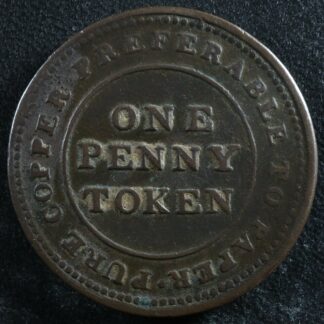 PURE COPPER PREFERABLE TO PAPER·
ONE
PENNY
TOKEN